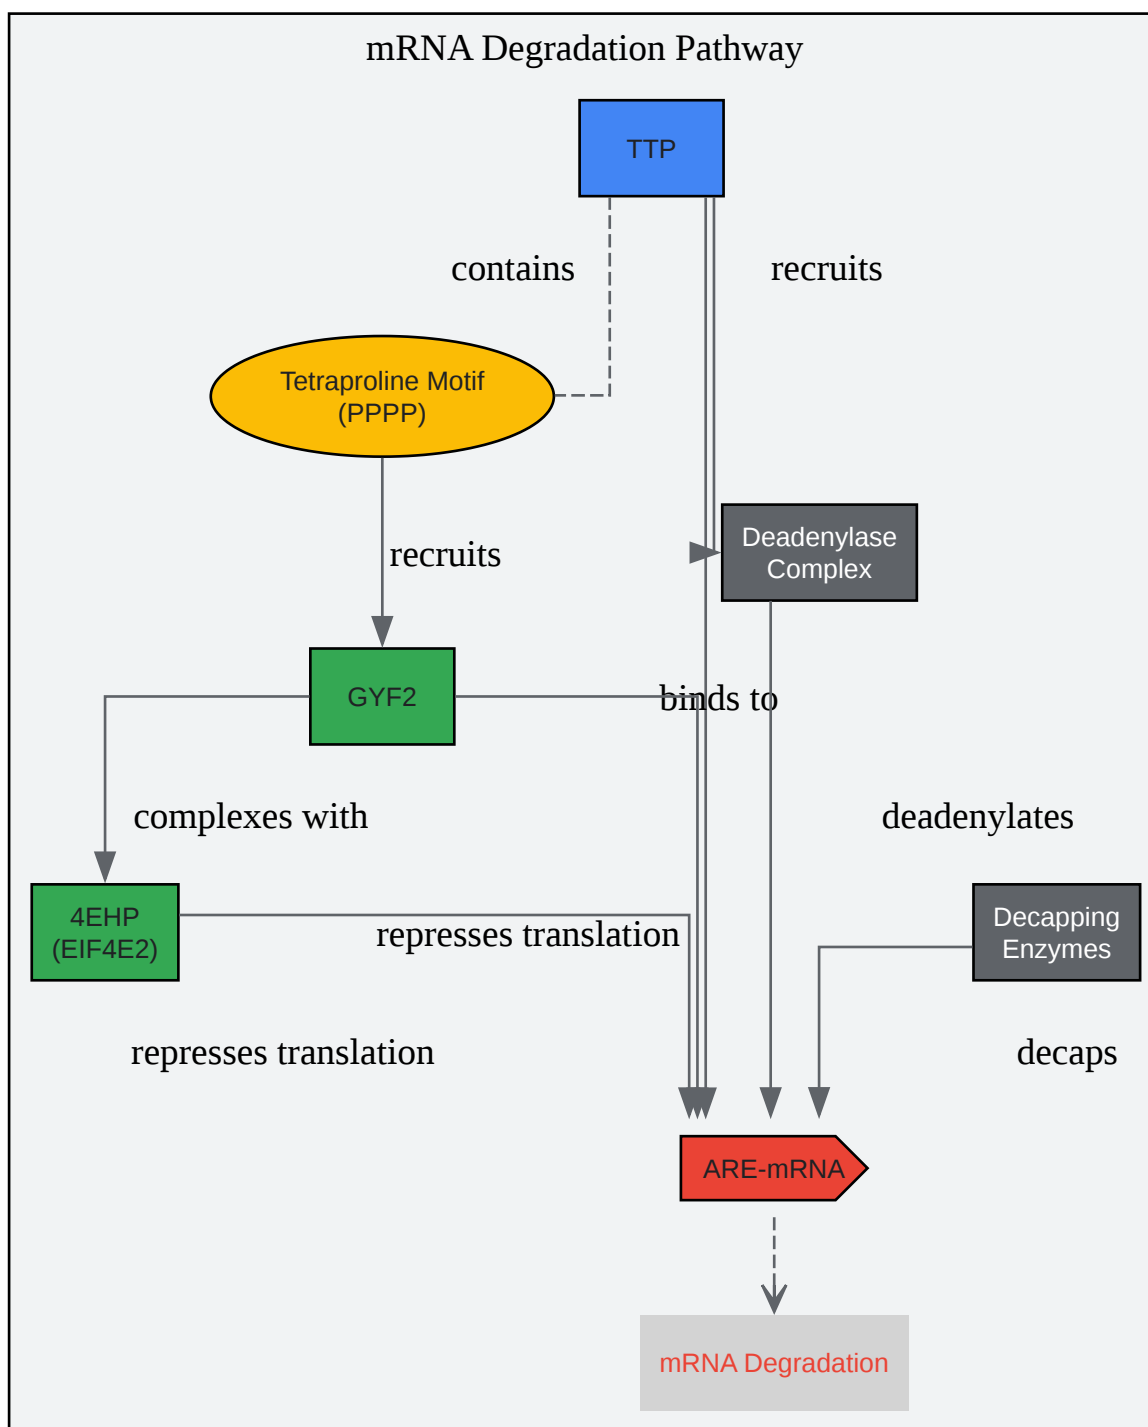 mRNA Degradation Pathway
TTP
contains
recruits
Tetraproline Motif
(PPPP)
recruits
Deadenylase
Complex
GYF2
binds to
complexes with
deadenylates
4EHP
(EIF4E2)
represses translation
Decapping
Enzymes
represses translation
decaps
ARE-mRNA
mRNA Degradation